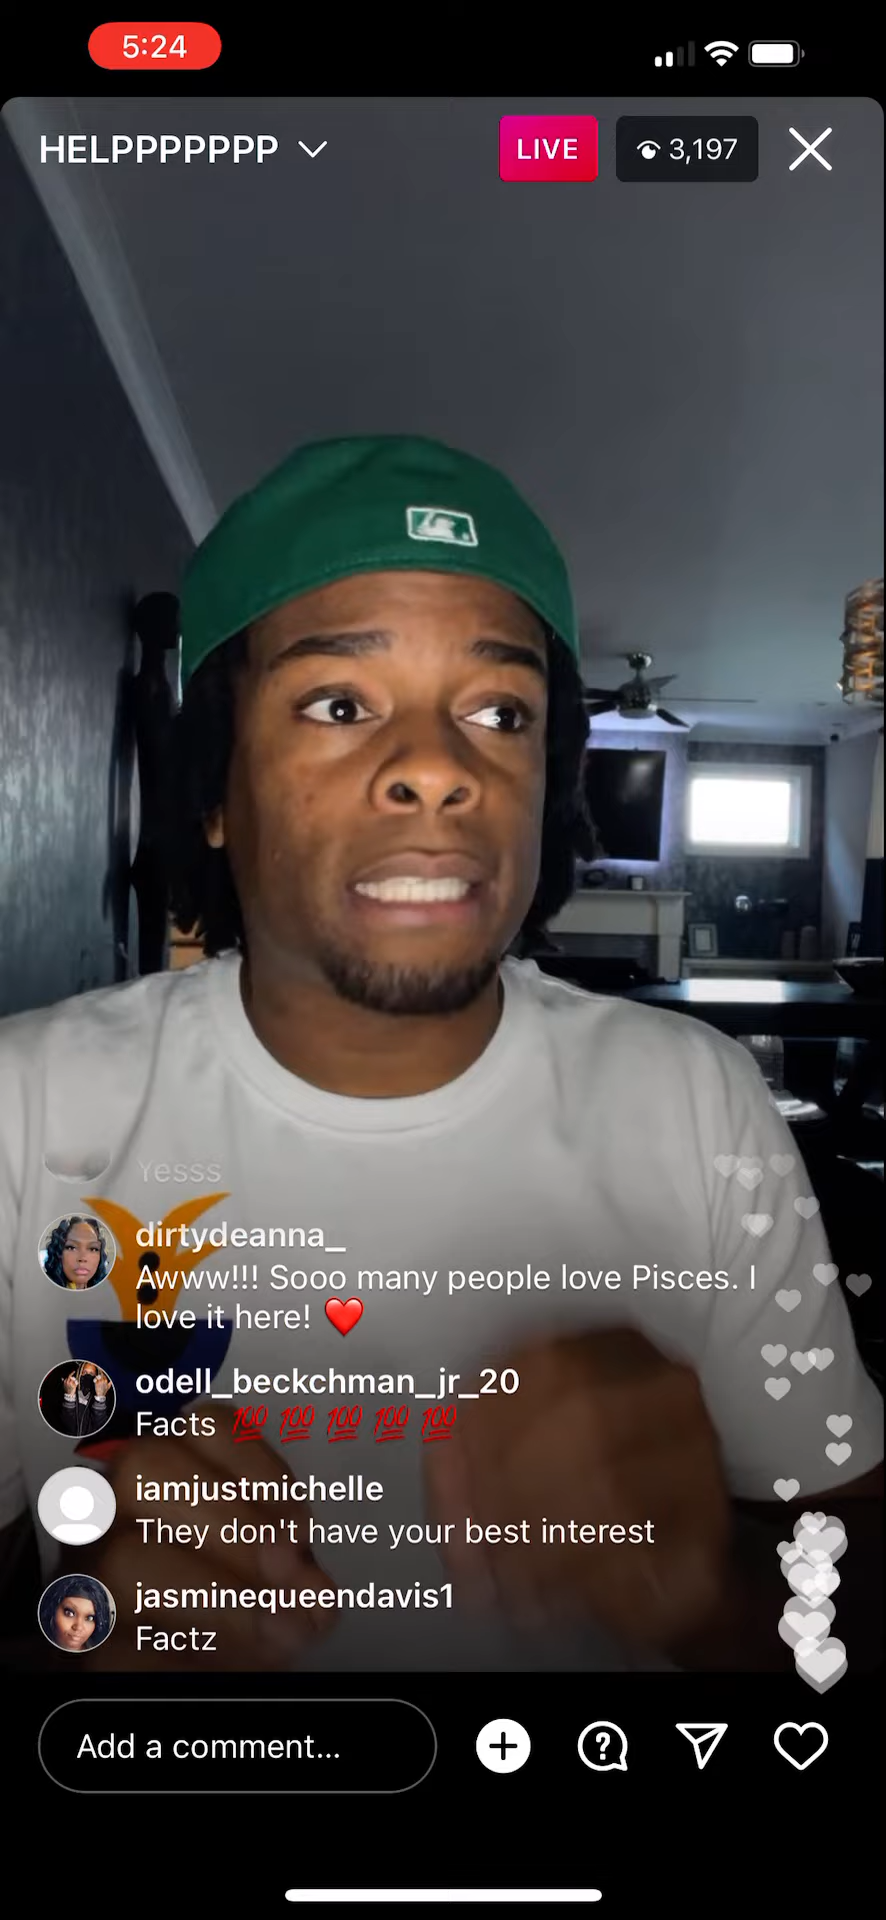 5:24
HELPPPPPPP
LIVE
3,197
Yesss
dirtydeanna_
Awww!!! Sooo many people love Pisces. I
love it here! ❤️
odell_beckchman_jr_20
Facts 💯💯💯💯💯
iamjustmichelle
They don't have your best interest
jasminequeendavis1
Factz
Add a comment...